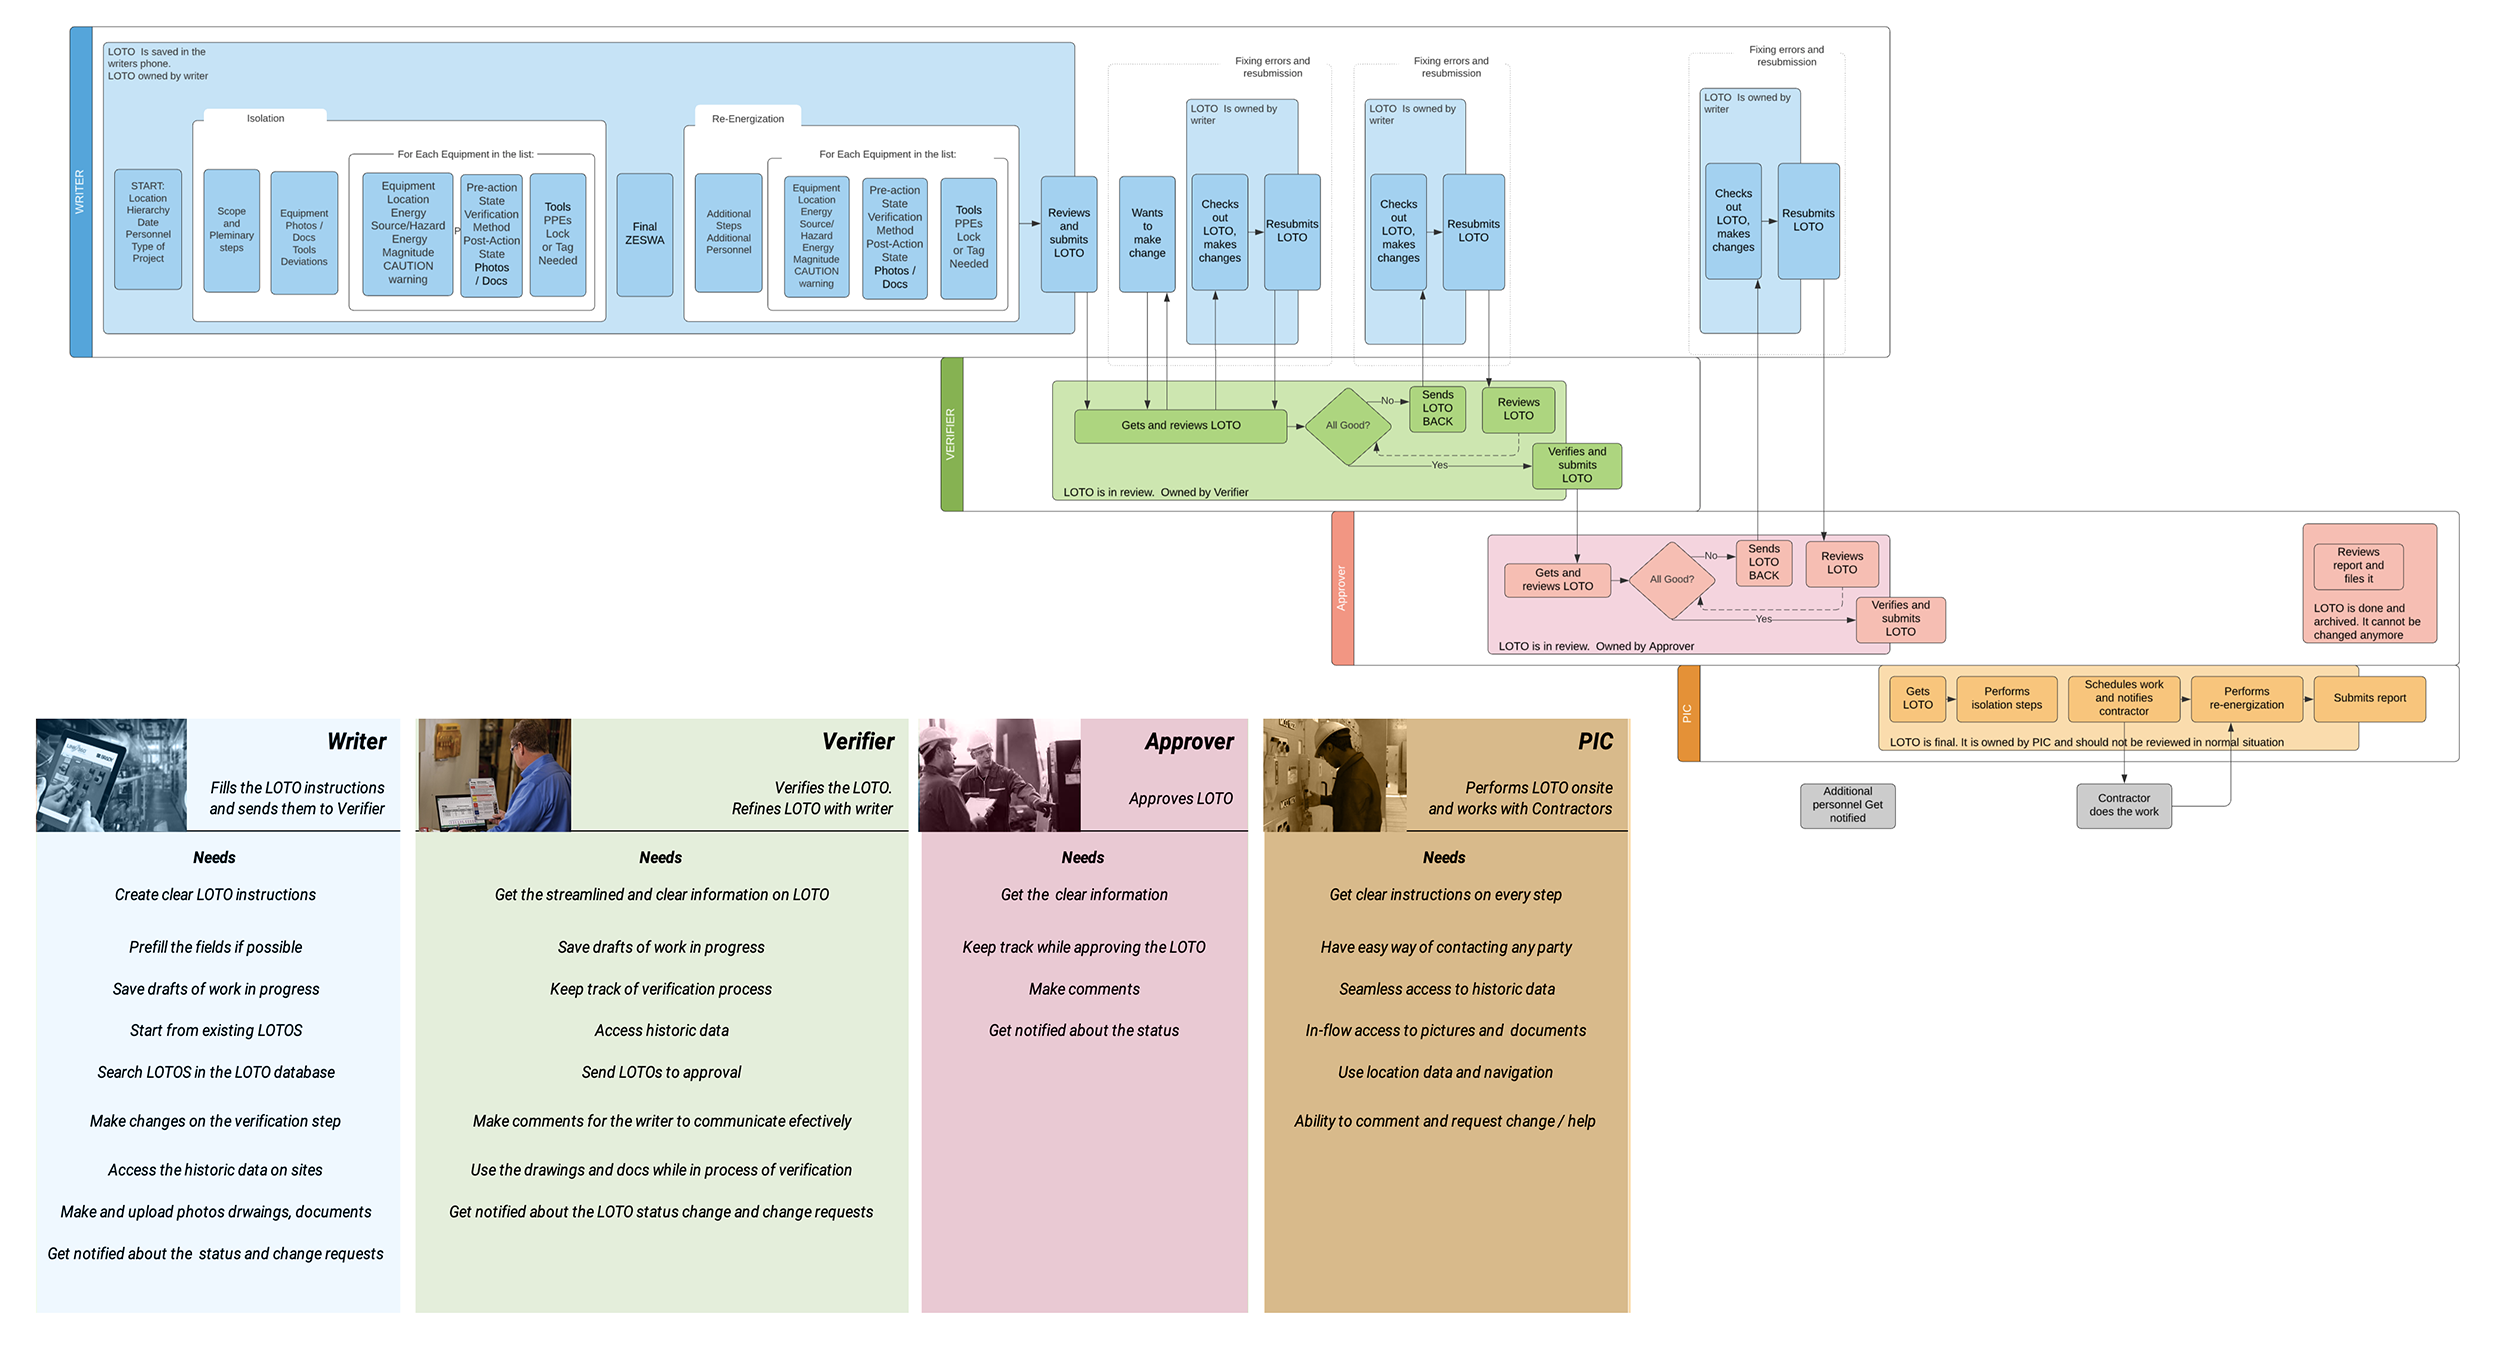 WRITER
LOTO  Is saved in the
writers phone.
LOTO owned by writer
START:
Location
Hierarchy
Date
Personnel
Type of
Project
Isolation
Scope
and
Pleminary
steps
Equipment
Photos /
Docs
Tools
Deviations
For Each Equipment in the list:
Equipment
Location
Energy
Source/Hazard
Energy
Magnitude
CAUTION
warning
P
Pre-action
State
Verification
Method
Post-Action
State
Photos
/ Docs
Tools
PPEs
Lock
or Tag
Needed
Final
ZESWA
Re-Energization
Additional
Steps
Additional
Personnel
For Each Equipment in the list:
Equipment
Location
Energy
Source/
Hazard
Energy
Magnitude
CAUTION
warning
Pre-action
State
Verification
Method
Post-Action
State
Photos /
Docs
Tools
PPEs
Lock
or Tag
Needed
Reviews
and
submits
LOTO
Fixing errors and
resubmission
Wants
to
make
change
LOTO  Is owned by
writer
Checks
out
LOTO,
makes
changes
Resubmits
LOTO
Fixing errors and
resubmission
LOTO  Is owned by
writer
Checks
out
LOTO,
makes
changes
Resubmits
LOTO
Fixing errors and
resubmission
LOTO  Is owned by
writer
Checks
out
LOTO,
makes
changes
Resubmits
LOTO
VERIFIER
Gets and reviews LOTO
All Good?
No
Sends
LOTO
BACK
Reviews
LOTO
Yes
Verifies and
submits
LOTO
LOTO is in review.  Owned by Verifier
Approver
Gets and
reviews LOTO
All Good?
No
Sends
LOTO
BACK
Reviews
LOTO
Yes
Verifies and
submits
LOTO
LOTO is in review.  Owned by Approver
Reviews
report and
files it
LOTO is done and
archived. It cannot be
changed anymore
PIC
Gets
LOTO
Performs
isolation steps
Schedules work
and notifies
contractor
Performs
re-energization
Submits report
LOTO is final. It is owned by PIC and should not be reviewed in normal situation
Additional
personnel Get
notified
Contractor
does the work
Writer
Fills the LOTO instructions
and sends them to Verifier
Needs
Create clear LOTO instructions
Prefill the fields if possible
Save drafts of work in progress
Start from existing LOTOS
Search LOTOS in the LOTO database
Make changes on the verification step
Access the historic data on sites
Make and upload photos drwaings, documents
Get notified about the  status and change requests
Verifier
Verifies the LOTO.
Refines LOTO with writer
Needs
Get the streamlined and clear information on LOTO
Save drafts of work in progress
Keep track of verification process
Access historic data
Send LOTOs to approval
Make comments for the writer to communicate efectively
Use the drawings and docs while in process of verification
Get notified about the LOTO status change and change requests
Approver
Approves LOTO
Needs
Get the  clear information
Keep track while approving the LOTO
Make comments
Get notified about the status
PIC
Performs LOTO onsite
and works with Contractors
Needs
Get clear instructions on every step
Have easy way of contacting any party
Seamless access to historic data
In-flow access to pictures and  documents
Use location data and navigation
Ability to comment and request change / help